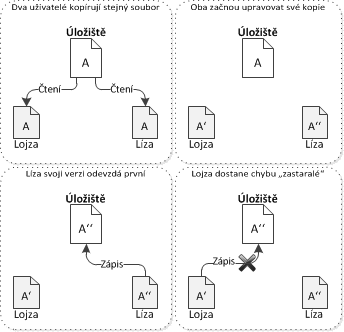 Dva uživatelé kopírují stejný soubor
Úložiště
A
Čtení
Čtení
A
A
Lojza
Líza
Oba začnou upravovat své kopie
Úložiště
A
A‘
A‘‘
Lojza
Líza
Líza svoji verzi odevzdá první
Úložiště
A‘‘
Zápis
A‘
A‘‘
Lojza
Líza
Lojza dostane chybu „zastaralé“
Úložiště
A‘‘
Zápis
A‘
A‘‘
Lojza
Líza